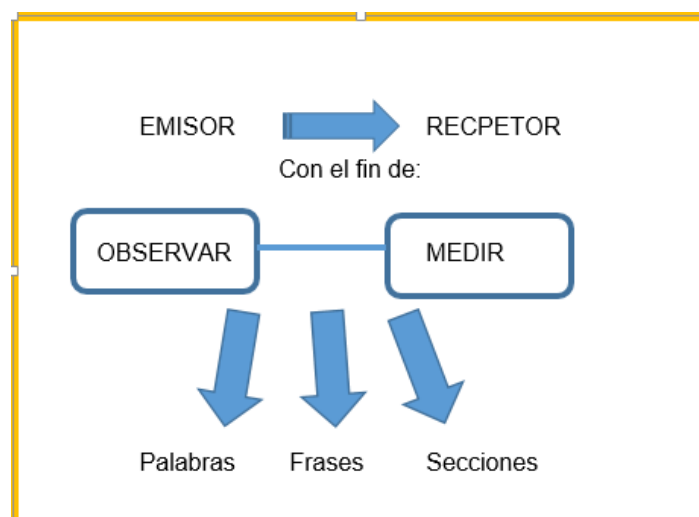 EMISOR RECPETOR
Con el fin de:
OBSERVAR MEDIR
Palabras Frases Secciones